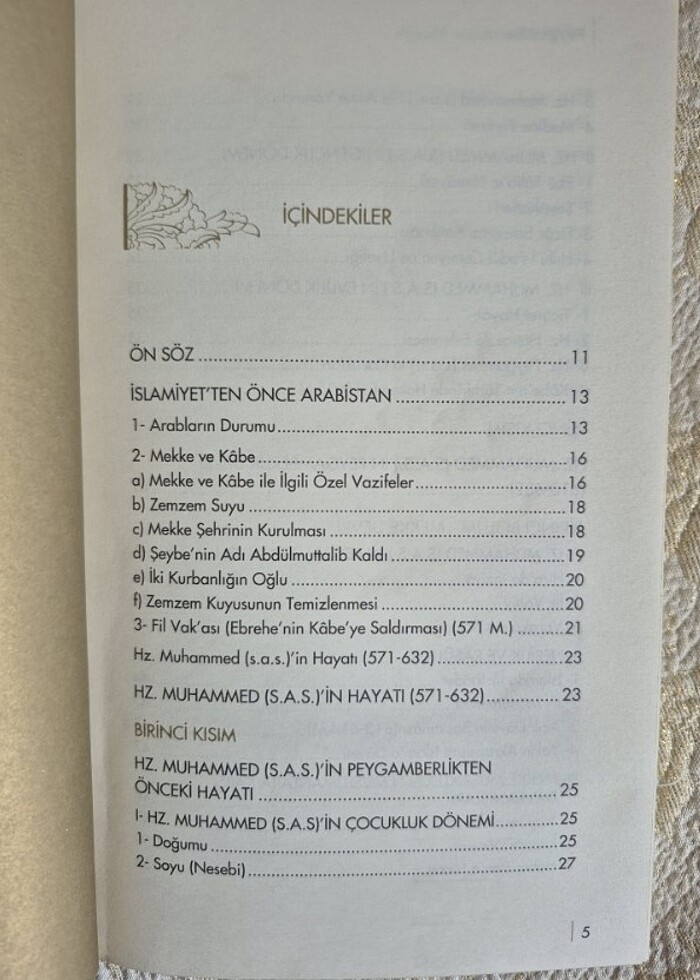 İÇİNDEKİLER
ÖN SÖZ ........ 11
İSLAMİYET'TEN ÖNCE ARABİSTAN ........ 13
1- Arabların Durumu ........ 13
2- Mekke ve Kâbe ........ 16
a) Mekke ve Kâbe ile İlgili Özel Vazifeler ........ 16
b) Zemzem Suyu ........ 18
c) Mekke Şehrinin Kurulması ........ 18
d) Şeybe'nin Adı Abdülmuttalib Kaldı ........ 19
e) İki Kurbanlığın Oğlu ........ 20
f) Zemzem Kuyusunun Temizlenmesi ........ 20
3- Fil Vak'ası (Ebrehe'nin Kâbe'ye Saldırması) (571 M.) ........ 21
Hz. Muhammed (s.a.s.)'in Hayatı (571-632) ........ 23
HZ. MUHAMMED (S.A.S.)'İN HAYATI (571-632) ........ 23
BİRİNCİ KISIM
HZ. MUHAMMED (S.A.S.)'İN PEYGAMBERLİKTEN
ÖNCEKİ HAYATI ........ 25
I- HZ. MUHAMMED (S.A.S)'İN ÇOCUKLUK DÖNEMİ ........ 25
1- Doğumu ........ 25
2- Soyu (Nesebi) ........ 27
| 5